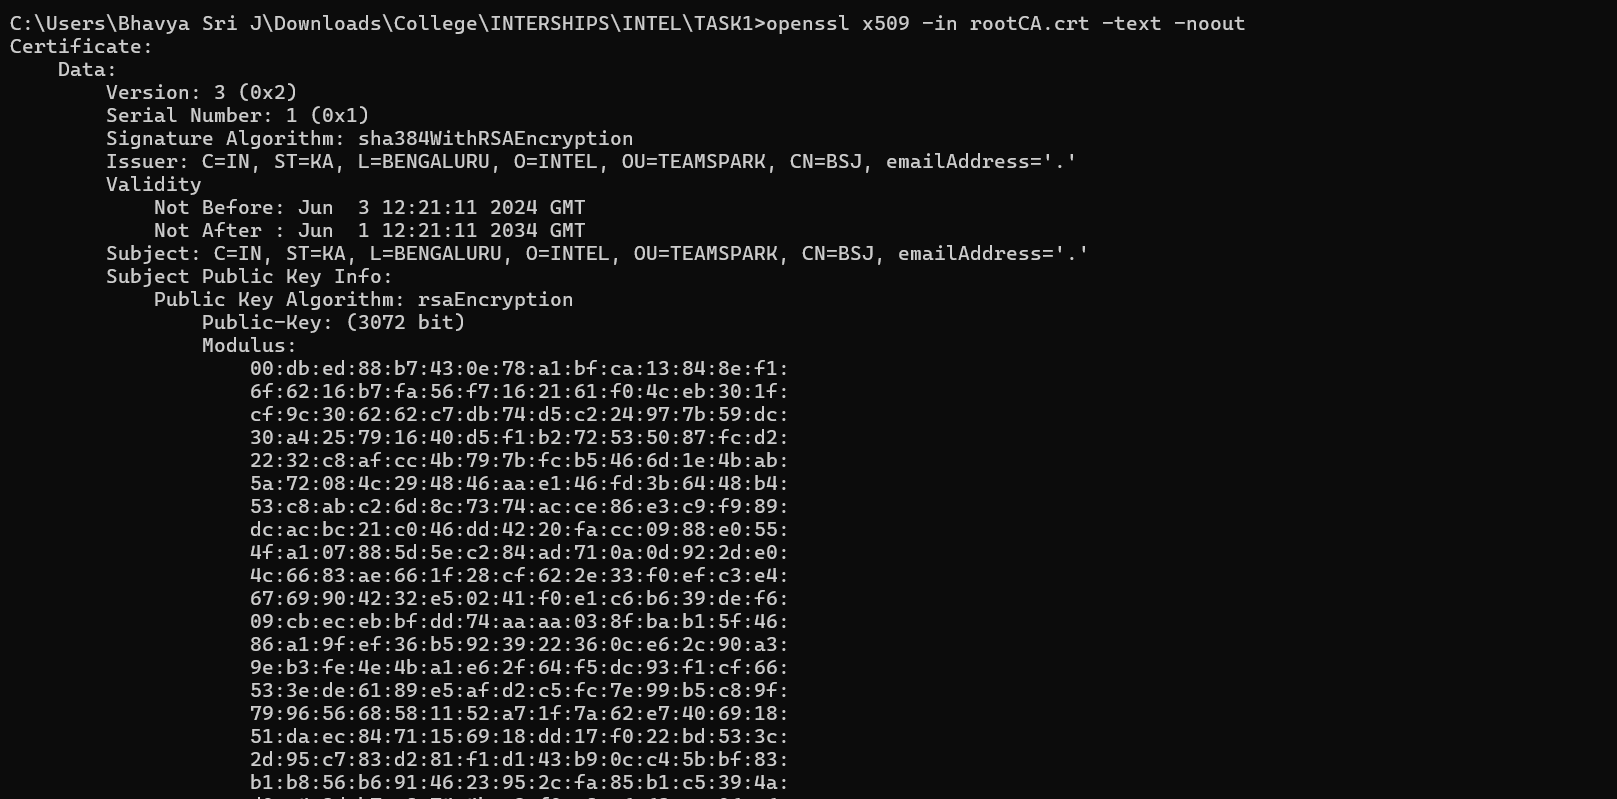 C:\Users\Bhavya Sri J\Downloads\College\INTERSHIPS\INTEL\TASK1>openssl x509 -in rootCA.crt -text -noout
Certificate:
    Data:
        Version: 3 (0x2)
        Serial Number: 1 (0x1)
        Signature Algorithm: sha384WithRSAEncryption
        Issuer: C=IN, ST=KA, L=BENGALURU, O=INTEL, OU=TEAMSPARK, CN=BSJ, emailAddress='.'
        Validity
            Not Before: Jun  3 12:21:11 2024 GMT
            Not After : Jun  1 12:21:11 2034 GMT
        Subject: C=IN, ST=KA, L=BENGALURU, O=INTEL, OU=TEAMSPARK, CN=BSJ, emailAddress='.'
        Subject Public Key Info:
            Public Key Algorithm: rsaEncryption
                Public-Key: (3072 bit)
                Modulus:
                    00:db:ed:88:b7:43:0e:78:a1:bf:ca:13:84:8e:f1:
                    6f:62:16:b7:fa:56:f7:16:21:61:f0:4c:eb:30:1f:
                    cf:9c:30:62:62:c7:db:74:d5:c2:24:97:7b:59:dc:
                    30:a4:25:79:16:40:d5:f1:b2:72:53:50:87:fc:d2:
                    22:32:c8:af:cc:4b:79:7b:fc:b5:46:6d:1e:4b:ab:
                    5a:72:08:4c:29:48:46:aa:e1:46:fd:3b:64:48:b4:
                    53:c8:ab:c2:6d:8c:73:74:ac:ce:86:e3:c9:f9:89:
                    dc:ac:bc:21:c0:46:dd:42:20:fa:cc:09:88:e0:55:
                    4f:a1:07:88:5d:5e:c2:84:ad:71:0a:0d:92:2d:e0:
                    4c:66:83:ae:66:1f:28:cf:62:2e:33:f0:ef:c3:e4:
                    67:69:90:42:32:e5:02:41:f0:e1:c6:b6:39:de:f6:
                    09:cb:ec:eb:bf:dd:74:aa:aa:03:8f:ba:b1:5f:46:
                    86:a1:9f:ef:36:b5:92:39:22:36:0c:e6:2c:90:a3:
                    9e:b3:fe:4e:4b:a1:e6:2f:64:f5:dc:93:f1:cf:66:
                    53:3e:de:61:89:e5:af:d2:c5:fc:7e:99:b5:c8:9f:
                    79:96:56:68:58:11:52:a7:1f:7a:62:e7:40:69:18:
                    51:da:ec:84:71:15:69:18:dd:17:f0:22:bd:53:3c:
                    2d:95:c7:83:d2:81:f1:d1:43:b9:0c:c4:5b:bf:83:
                    b1:b8:56:b6:91:46:23:95:2c:fa:85:b1:c5:39:4a: